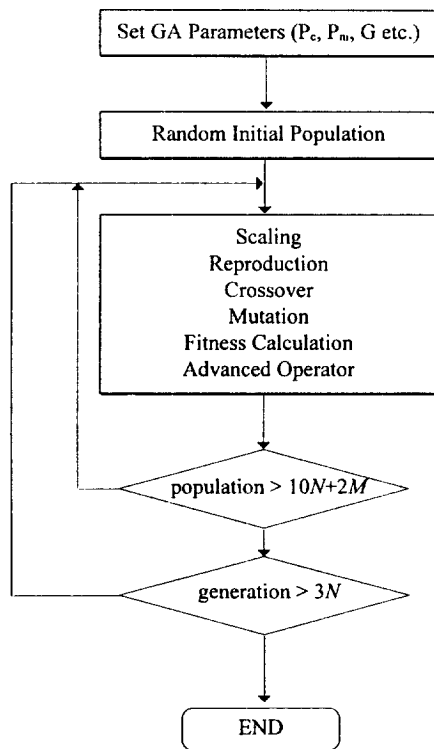 Set GA Parameters (Pc, Pm, G etc.)
Random Initial Population
Scaling
Reproduction
Crossover
Mutation
Fitness Calculation
Advanced Operator
population > 10N+2M
generation > 3N
END